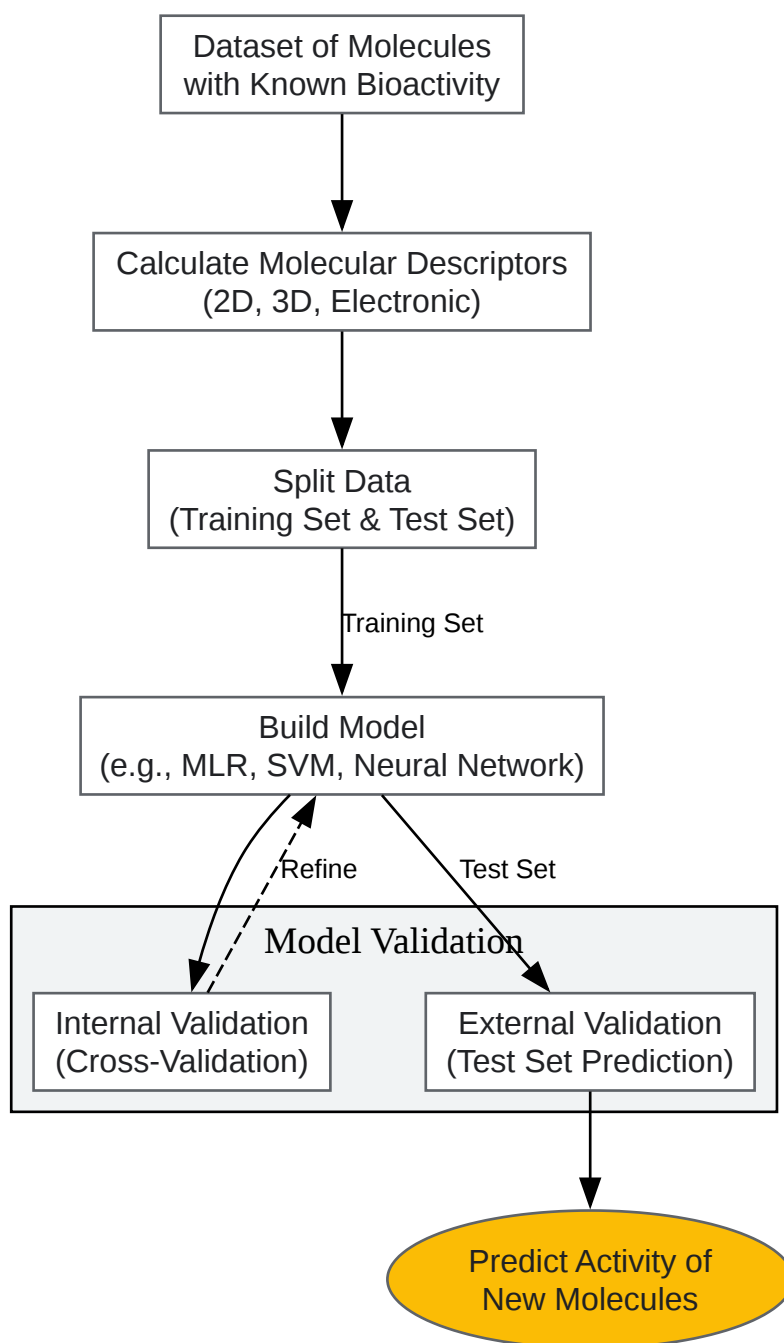 Dataset of Molecules
with Known Bioactivity
Calculate Molecular Descriptors
(2D, 3D, Electronic)
Split Data
(Training Set & Test Set)
Training Set
Build Model
(e.g., MLR, SVM, Neural Network)
Refine
Test Set
Model Validation
Internal Validation
(Cross-Validation)
External Validation
(Test Set Prediction)
Predict Activity of
New Molecules